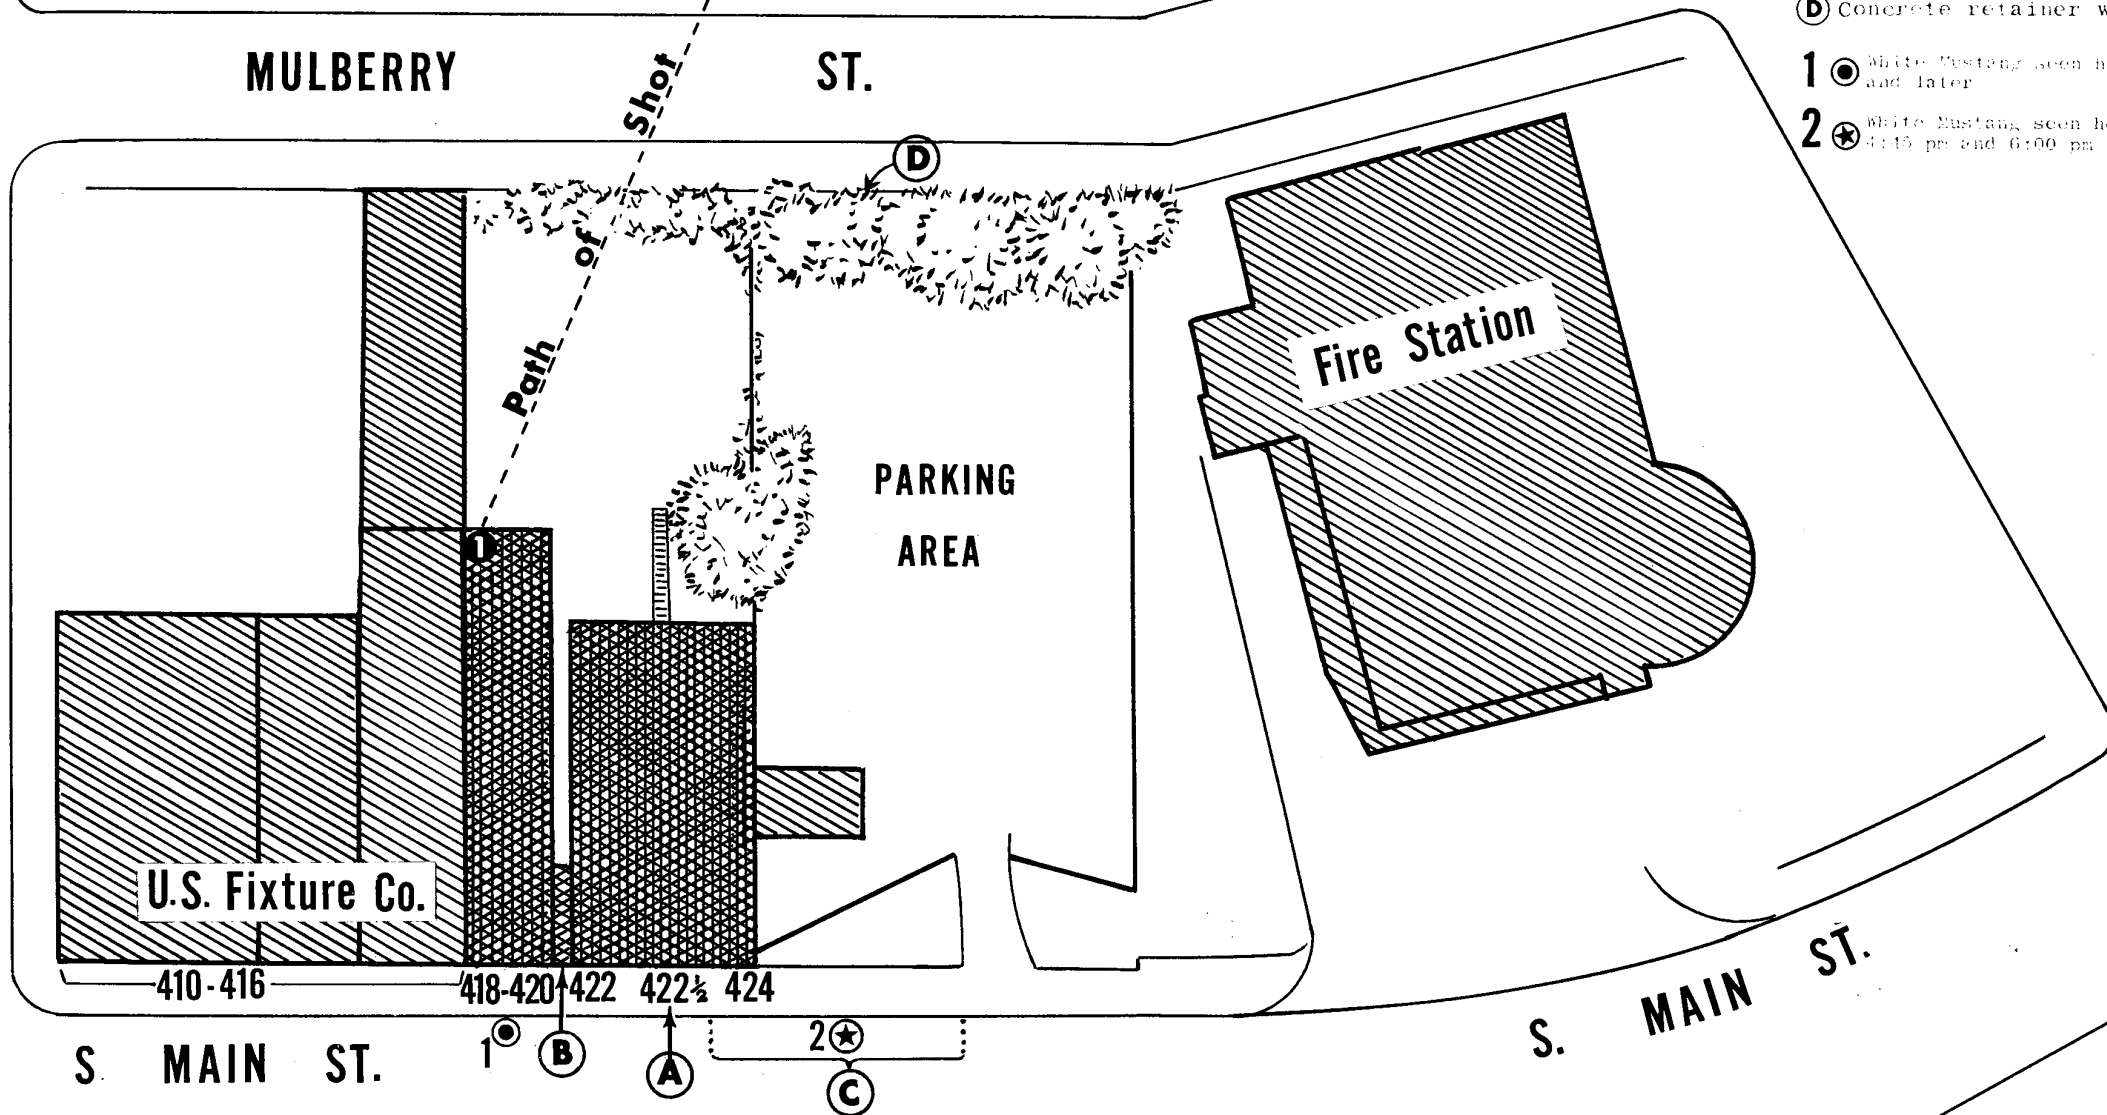 D Concrete retainer
1 White Mustang seen
and later
2 White Mustang seen
4:45 pm and 6:00 pm
MULBERRY ST.
Path of Shot
D
Fire Station
PARKING
AREA
1
U.S. Fixture Co.
410-416
418-420
422
422½
424
S. MAIN ST.
1
B
A
2
C
S. MAIN ST.